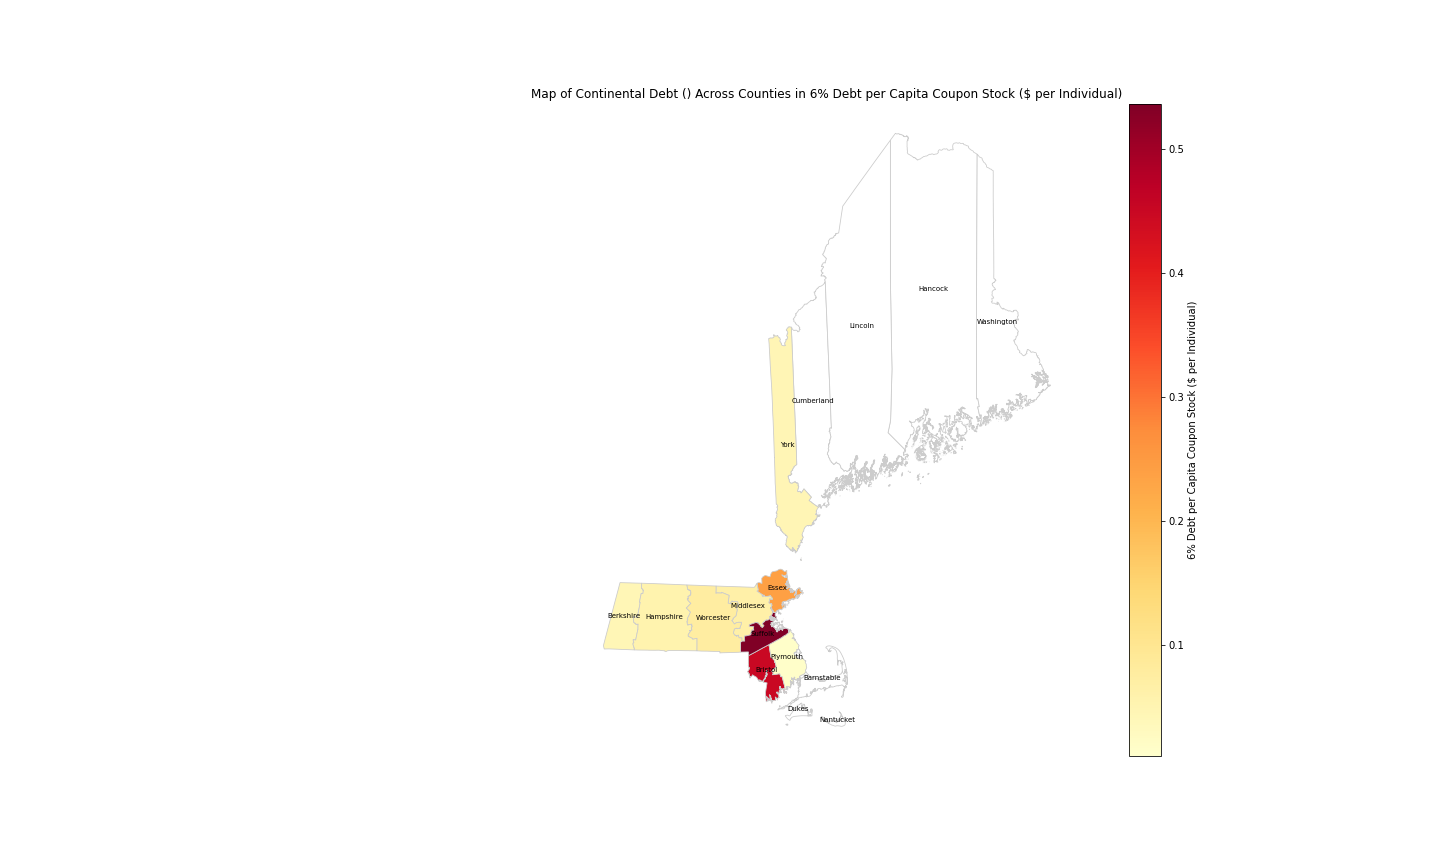 Map of Continental Debt () Across Counties in 6% Debt per Capita Coupon Stock ($ per Individual)
0.5
0.4
0.3
0.2
0.1
6% Debt per Capita Coupon Stock ($ per Individual)
Hancock
Washington
Lincoln
Cumberland
York
Essex
Middlesex
Berkshire
Hampshire
Worcester
Suffolk
Plymouth
Bristol
Barnstable
Dukes
Nantucket